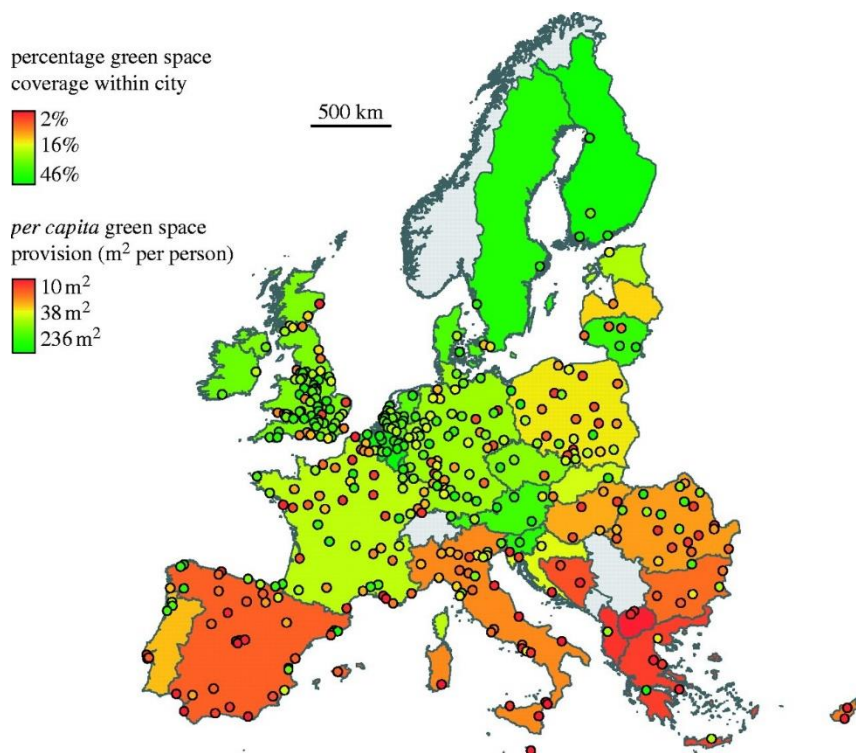 percentage green space
coverage within city
2%
16%
46%
500 km
per capita green space
provision (m² per person)
10 m²
38 m²
236 m²